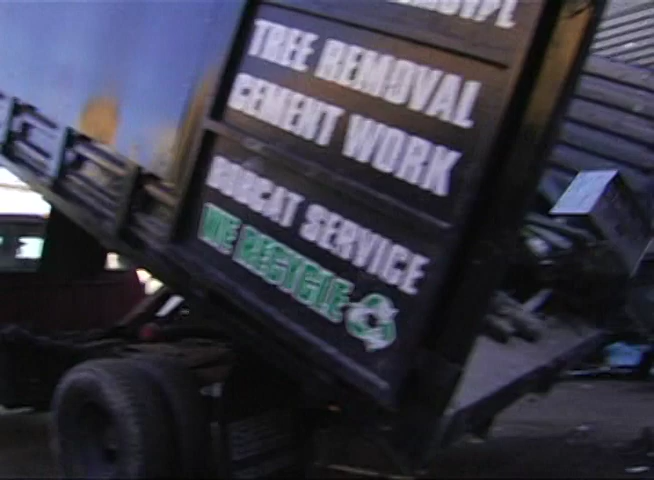 TREE REMOVAL
CEMENT WORK
BOBCAT SERVICE
WE RECYCLE